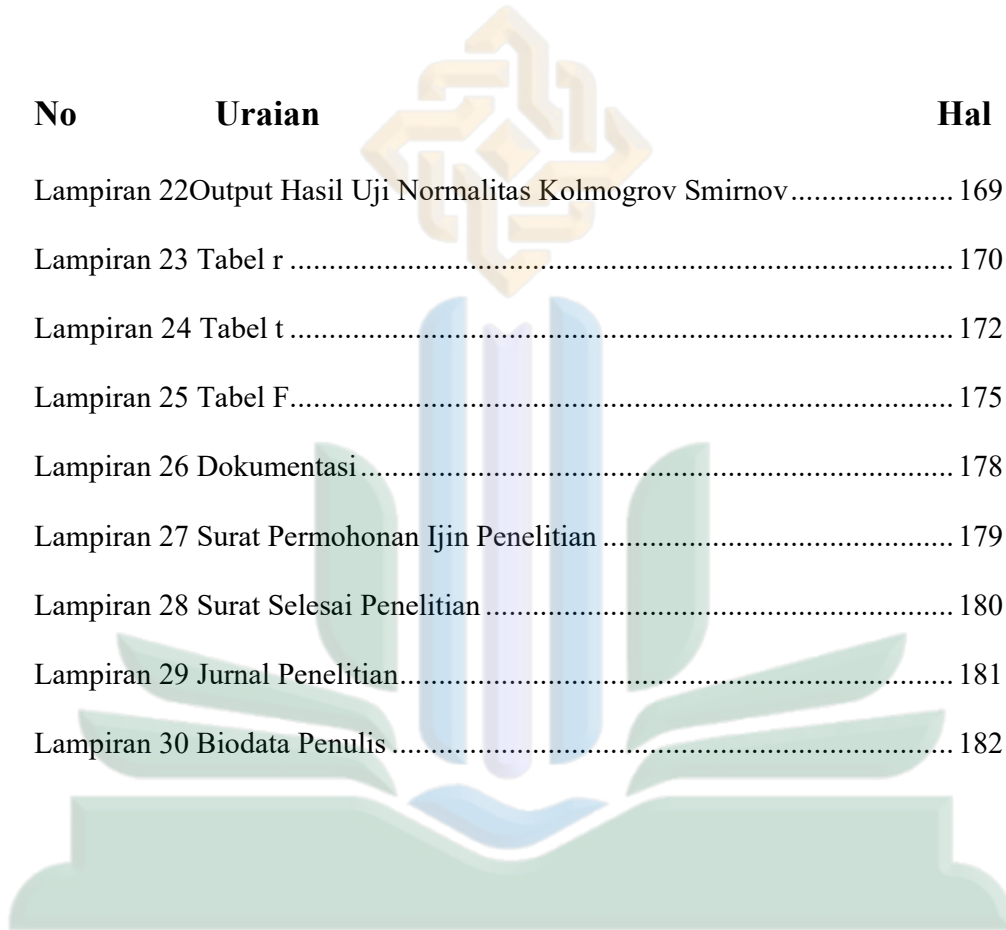 No Uraian Hal
Lampiran 22Output Hasil Uji Normalitas Kolmogrov Smirnov.................... 169
Lampiran 23 Tabel r .................................................................................... 170
Lampiran 24 Tabel t .................................................................................... 172
Lampiran 25 Tabel F.................................................................................... 175
Lampiran 26 Dokumentasi........................................................................... 178
Lampiran 27 Surat Permohonan Ijin Penelitian ............................................ 179
Lampiran 28 Surat Selesai Penelitian........................................................... 180
Lampiran 29 Jurnal Penelitian...................................................................... 181
Lampiran 30 Biodata Penulis ....................................................................... 182